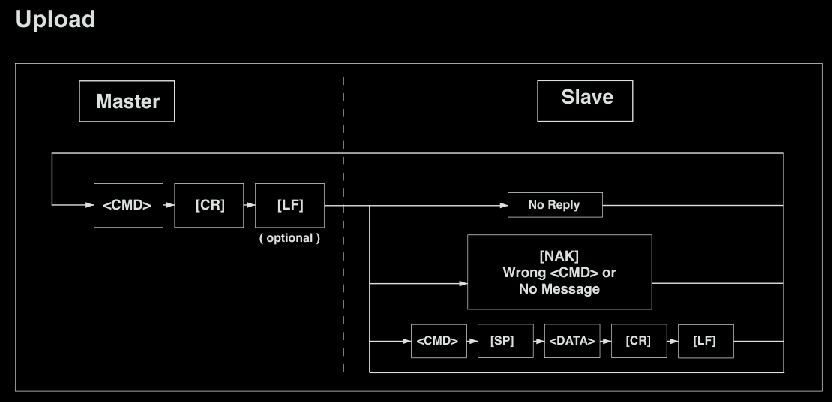 Upload
Master
Slave
<CMD>
[CR]
[LF]
( optional )
No Reply
[NAK]
Wrong <CMD> or
No Message
<CMD>
[SP]
<DATA>
[CR]
[LF]